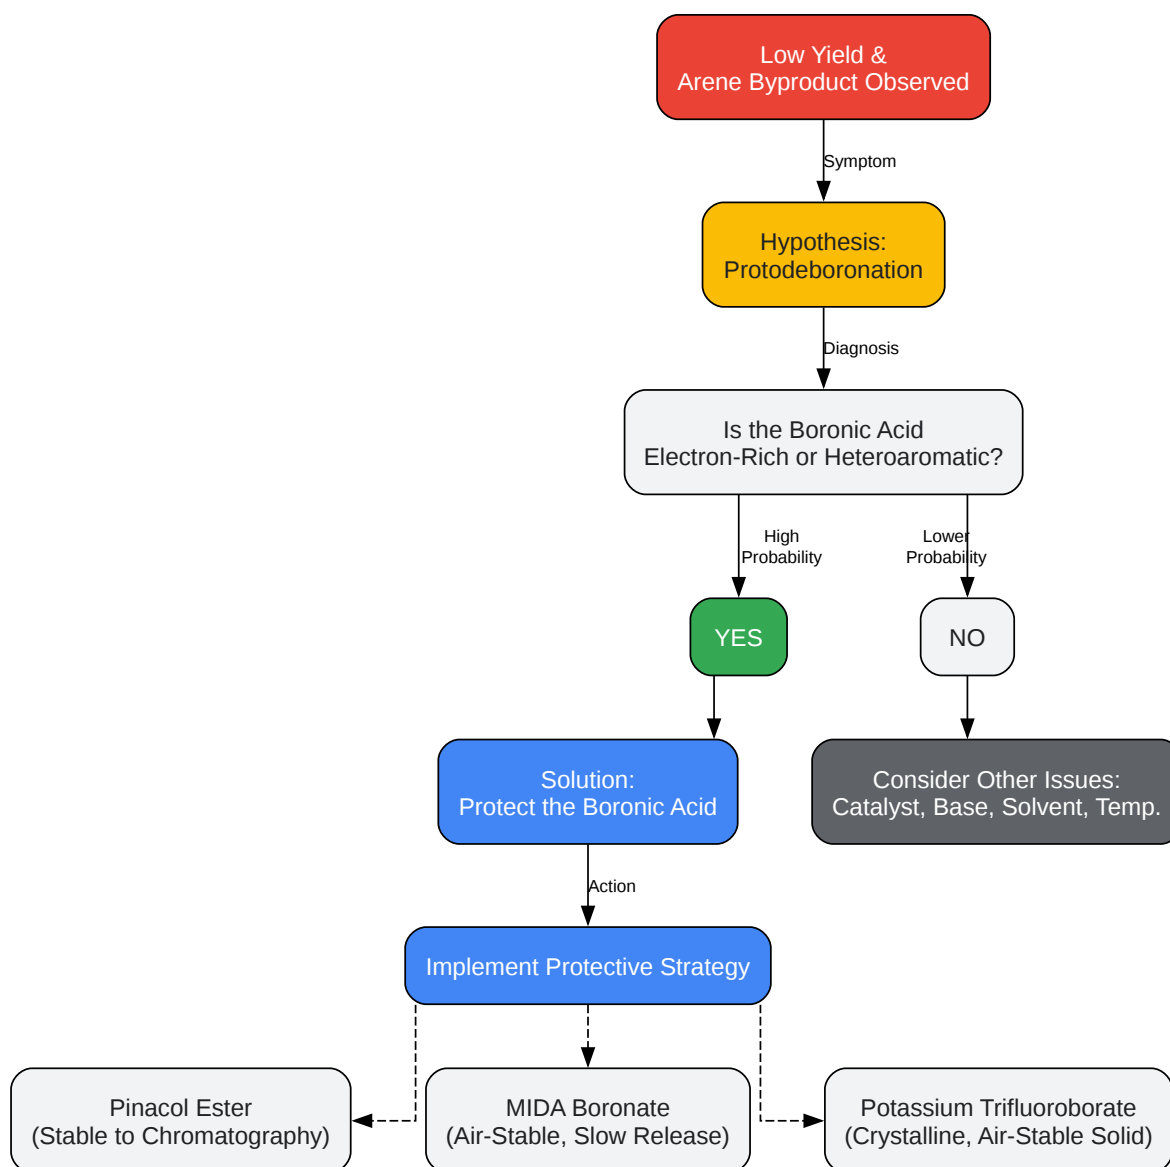 Low Yield &
Arene Byproduct Observed
Symptom
Hypothesis:
Protodeboronation
Diagnosis
Is the Boronic Acid
Electron-Rich or Heteroaromatic?
High
Probability
Lower
Probability
YES
NO
Solution:
Protect the Boronic Acid
Consider Other Issues:
Catalyst, Base, Solvent, Temp.
Action
Implement Protective Strategy
Pinacol Ester
(Stable to Chromatography)
MIDA Boronate
(Air-Stable, Slow Release)
Potassium Trifluoroborate
(Crystalline, Air-Stable Solid)